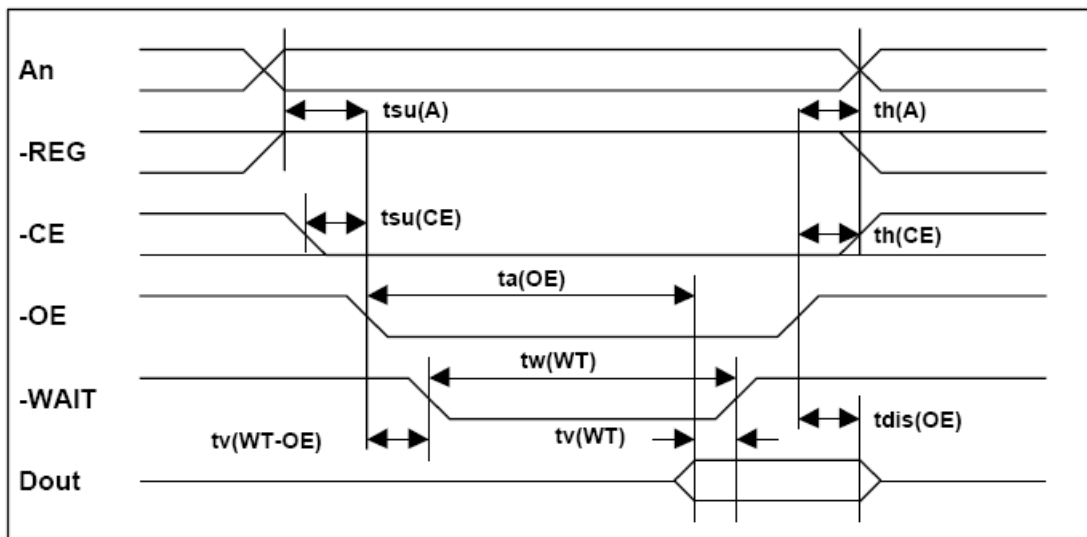 An
tsu(A)
th(A)
-REG
tsu(CE)
-CE
th(CE)
ta(OE)
-OE
tw(WT)
-WAIT
tv(WT-OE)
tv(WT)
tdis(OE)
Dout